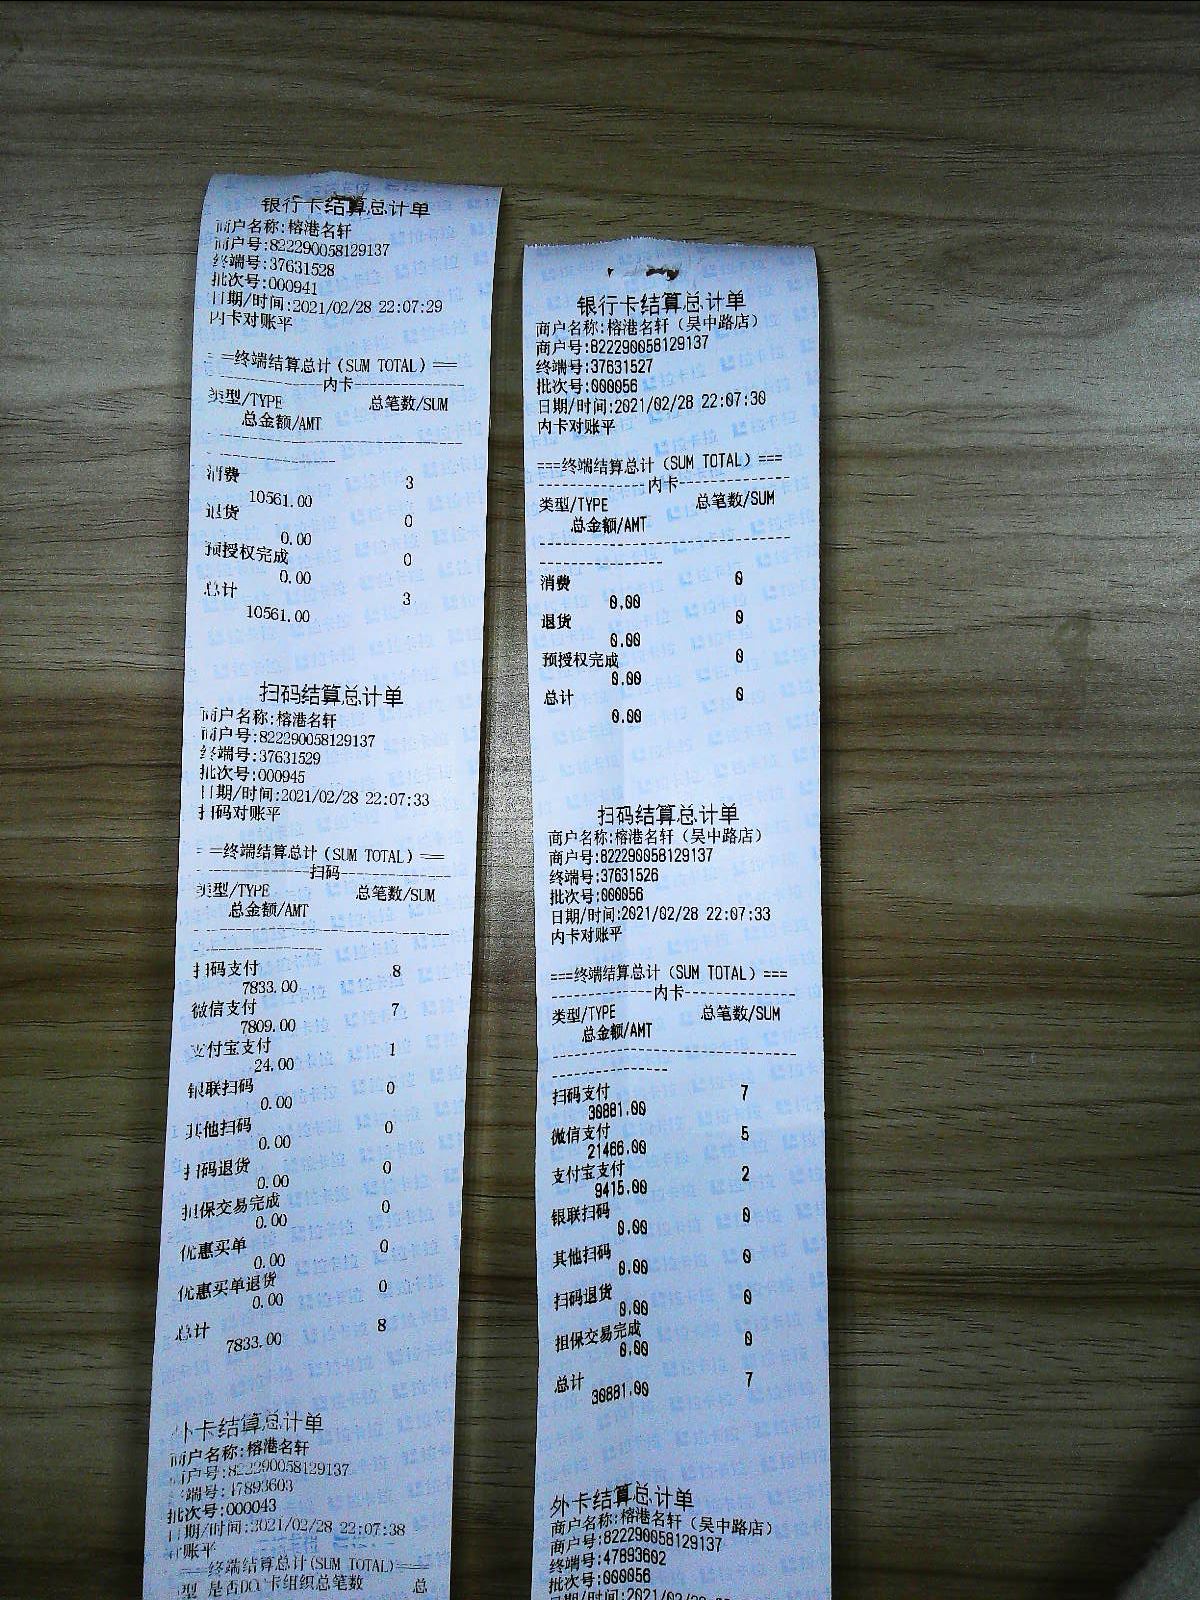 银行卡结算总计单
商户名称:榕港名轩
商户号:822290058129137
终端号:37631528
批次号:000941
日期/时间:2021/02/28 22:07:29
内卡对账平
===终端结算总计(SUM TOTAL)===
内卡
类型/TYPE 总笔数/SUM
总金额/AMT
消费 3
10561.00
退货 0
0.00
预授权完成 0
0.00
总计 3
10561.00
扫码结算总计单
商户名称:榕港名轩
商户号:822290058129137
终端号:37631529
批次号:000945
日期/时间:2021/02/28 22:07:33
扫码对账平
===终端结算总计(SUM TOTAL)===
扫码
类型/TYPE 总笔数/SUM
总金额/AMT
扫码支付 8
7833.00
微信支付 7
7809.00
支付宝支付 1
24.00
银联扫码 0
0.00
其他扫码 0
0.00
扫码退货 0
0.00
担保交易完成 0
0.00
优惠买单 0
0.00
优惠买单退货 0
0.00
总计 8
7833.00
外卡结算总计单
商户名称:榕港名轩
商户号:822290058129137
终端号:47893603
批次号:000043
日期/时间:2021/02/28 22:07:38
对账平
终端结算总计(SUM TOTAL)
是否DCC卡组织总笔数 总
银行卡结算总计单
商户名称:榕港名轩（吴中路店）
商户号:822290058129137
终端号:37631527
批次号:000056
日期/时间:2021/02/28 22:07:30
内卡对账平
===终端结算总计(SUM TOTAL)===
内卡
类型/TYPE 总笔数/SUM
总金额/AMT
消费 0
0.00
退货 0
0.00
预授权完成 0
0.00
总计 0
0.00
扫码结算总计单
商户名称:榕港名轩（吴中路店）
商户号:822290058129137
终端号:37631526
批次号:000056
日期/时间:2021/02/28 22:07:33
内卡对账平
===终端结算总计(SUM TOTAL)===
内卡
类型/TYPE 总笔数/SUM
总金额/AMT
扫码支付 7
30881.00
微信支付 5
21466.00
支付宝支付 2
9415.00
银联扫码 0
0.00
其他扫码 0
0.00
扫码退货 0
0.00
担保交易完成 0
0.00
总计 7
30881.00
外卡结算总计单
商户名称:榕港名轩（吴中路店）
商户号:822290058129137
终端号:47893602
批次号:000056